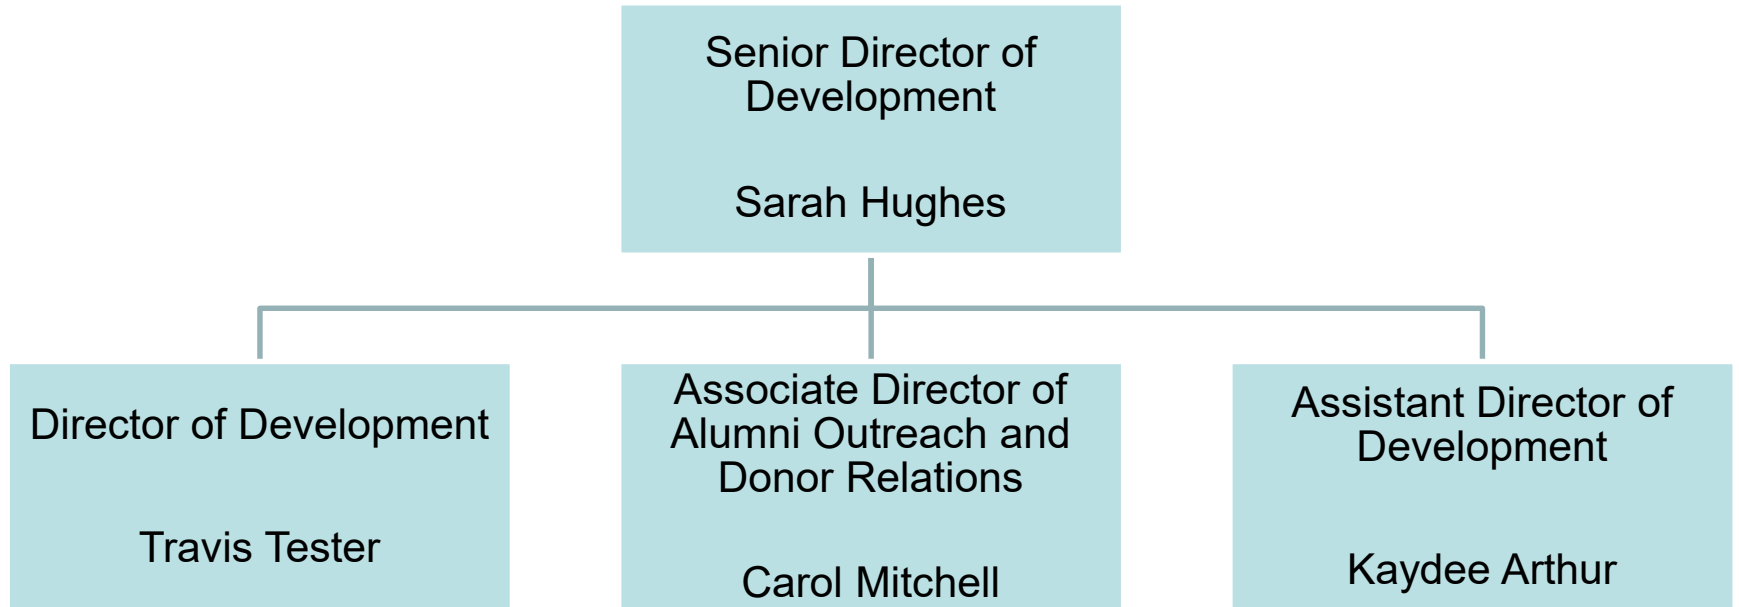 Senior Director of
Development
Sarah Hughes
Director of Development
Travis Tester
Associate Director of
Alumni Outreach and
Donor Relations
Carol Mitchell
Assistant Director of
Development
Kaydee Arthur